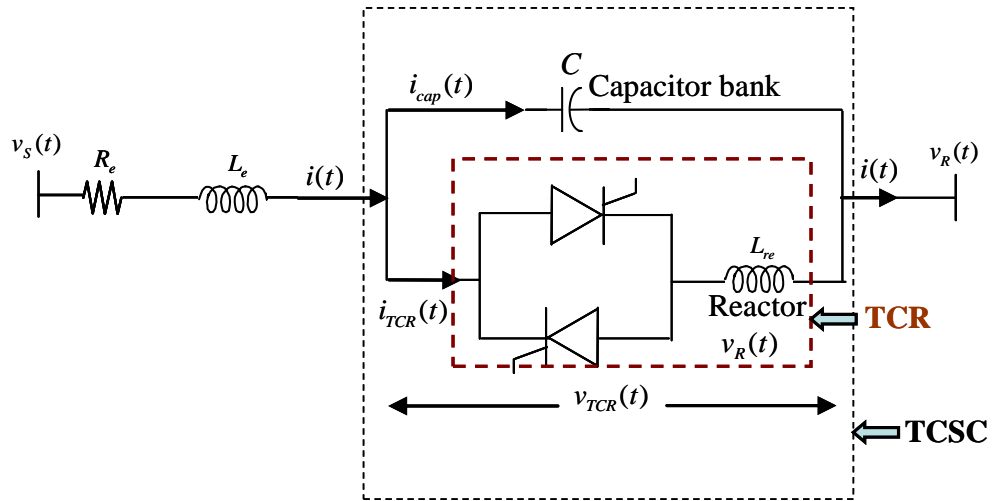 C
i_cap(t)
Capacitor bank
v_S(t)
R_e
L_e
i(t)
i(t)
v_R(t)
L_re
i_TCR(t)
Reactor
TCR
v_R(t)
v_TCR(t)
TCSC